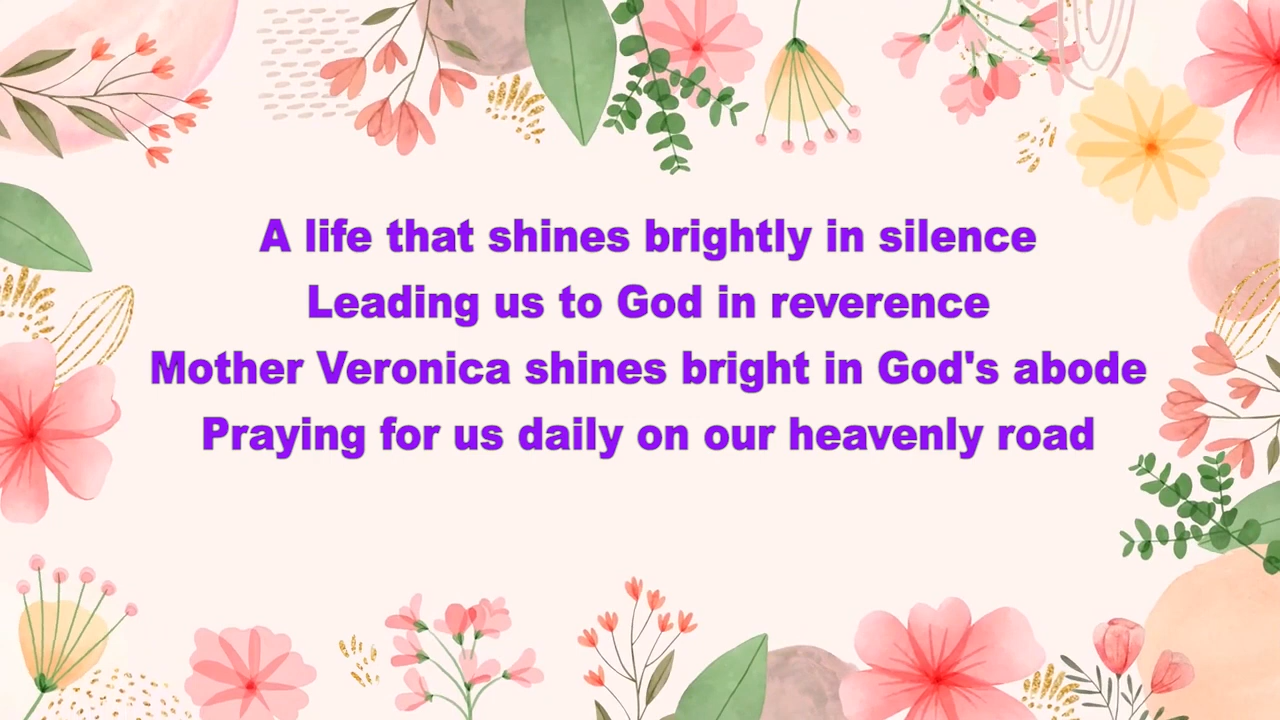 A life that shines brightly in silence
Leading us to God in reverence
Mother Veronica shines bright in God's abode
Praying for us daily on our heavenly road